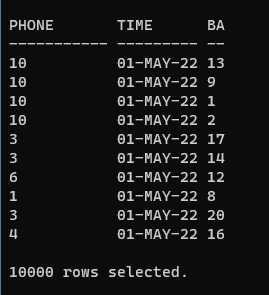 PHONE       TIME      BA
----------- --------- --
10          01-MAY-22 13
10          01-MAY-22 9
10          01-MAY-22 1
10          01-MAY-22 2
3           01-MAY-22 17
3           01-MAY-22 14
6           01-MAY-22 12
1           01-MAY-22 8
3           01-MAY-22 20
4           01-MAY-22 16

10000 rows selected.